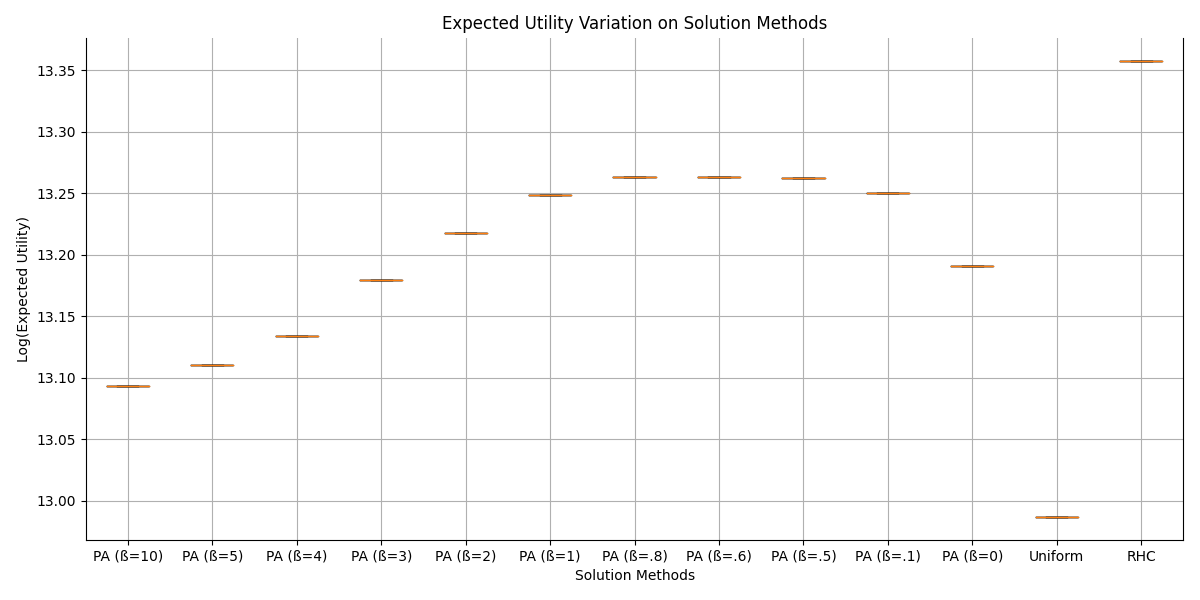 Expected Utility Variation on Solution Methods
Log(Expected Utility)
13.35
13.30
13.25
13.20
13.15
13.10
13.05
13.00
PA (ß=10) PA (ß=5) PA (ß=4) PA (ß=3) PA (ß=2) PA (ß=1) PA (ß=.8) PA (ß=.6) PA (ß=.5) PA (ß=.1) PA (ß=0) Uniform RHC
Solution Methods